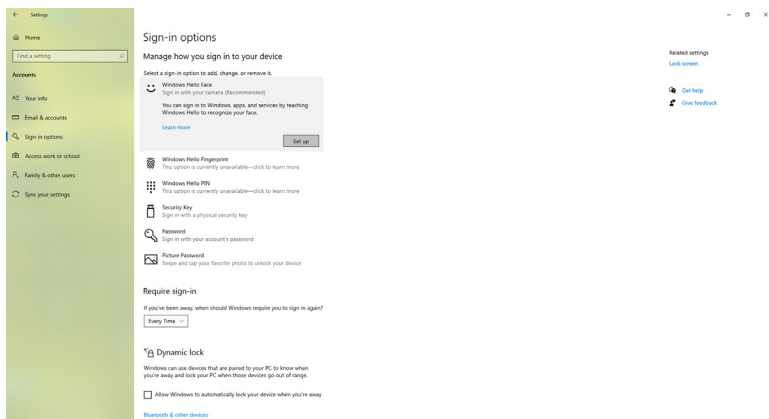 Settings
Home
Find a setting
Accounts
Your info
Email & accounts
Sign-in options
Access work or school
Family & other users
Sync your settings
Sign-in options
Manage how you sign in to your device
Select a sign-in option to add, change, or remove it.
Windows Hello Face
Sign in with your camera (Recommended)
You can sign in to Windows, apps, and services by teaching
Windows Hello to recognize your face.
Learn more
Set up
Windows Hello Fingerprint
This option is currently unavailable—click to learn more
Windows Hello PIN
This option is currently unavailable—click to learn more
Security Key
Sign in with a physical security key
Password
Sign in with your account's password
Picture Password
Swipe and tap your favorite photo to unlock your device
Require sign-in
If you've been away, when should Windows require you to sign in again?
Every Time
Dynamic lock
Windows can use devices that are paired to your PC to know when
you're away and lock your PC when those devices go out of range.
Allow Windows to automatically lock your device when you're away
Bluetooth & other devices
Related settings
Lock screen
Get help
Give feedback